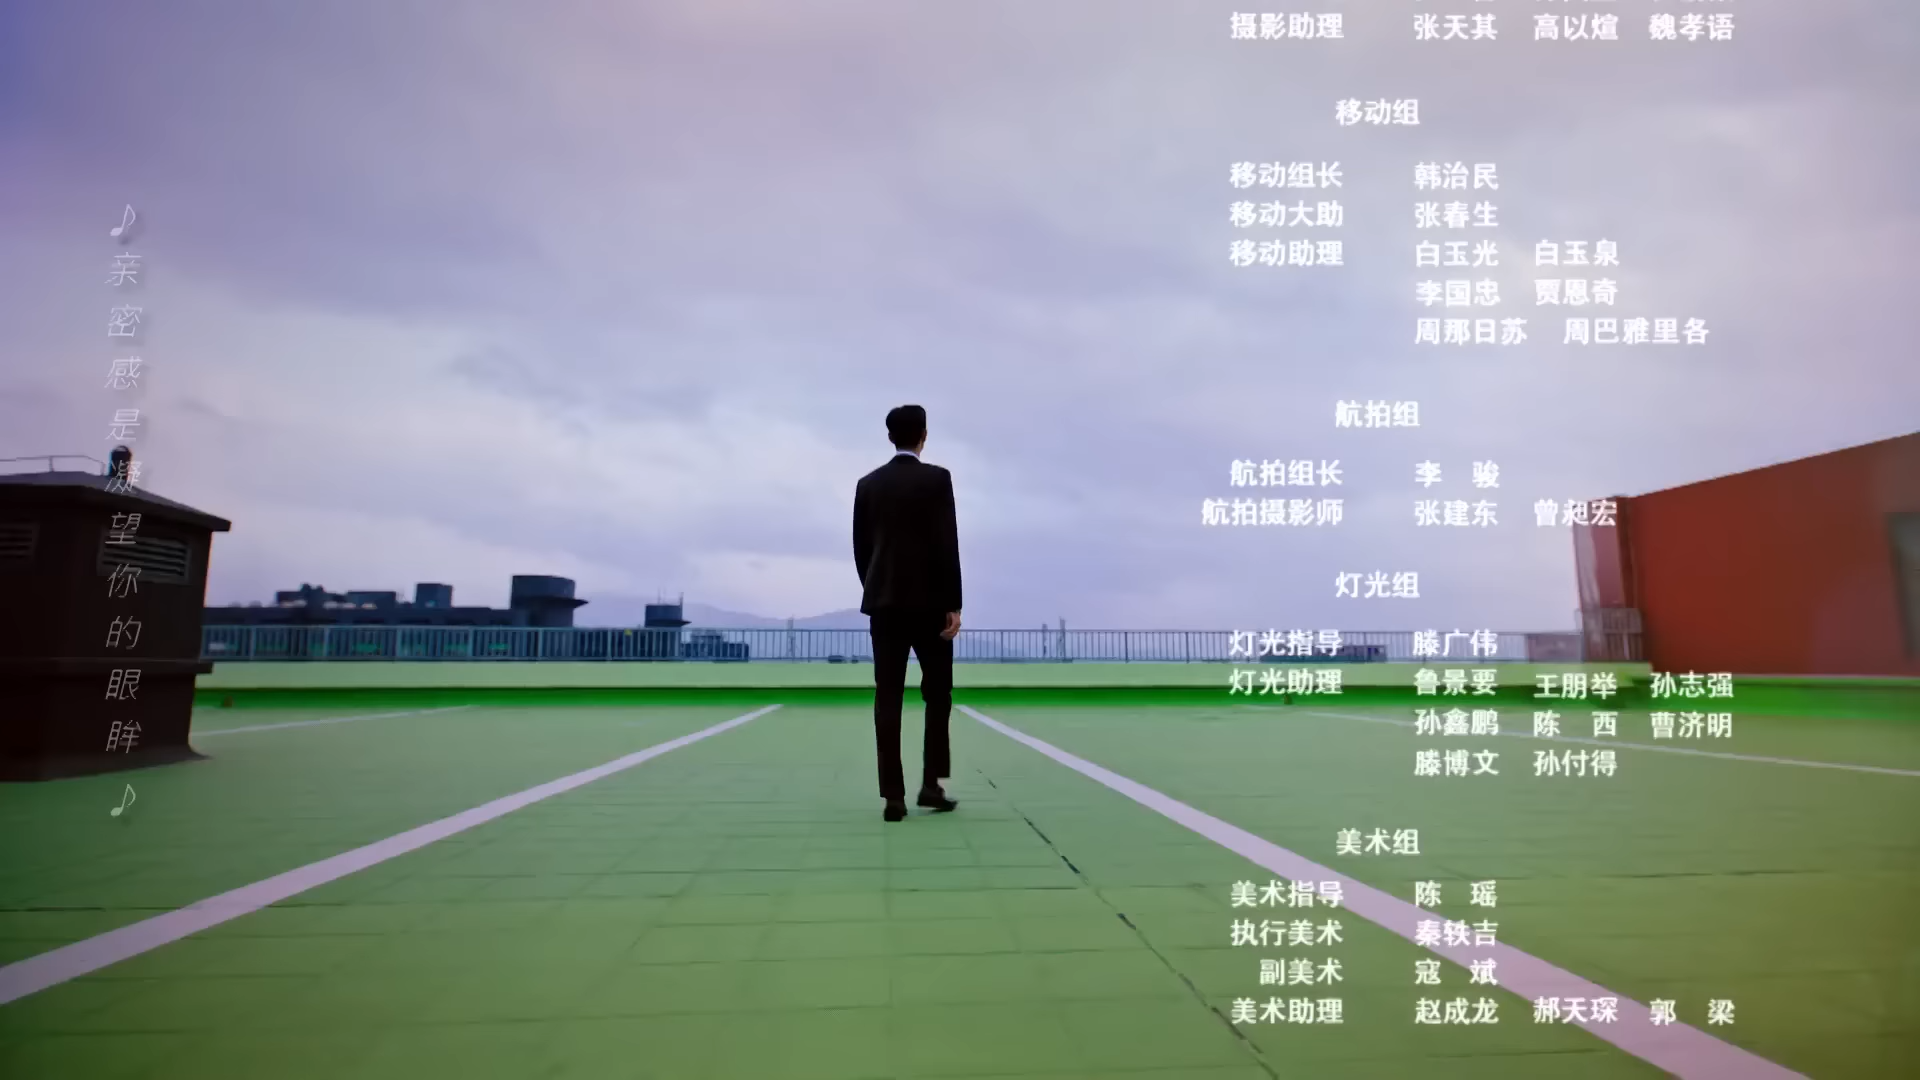 ♪亲密感是凝望你的眼眸♪
摄影助理 张天其 高以煊 魏孝语
移动组
移动组长 韩治民
移动大助 张春生
移动助理 白玉光 白玉泉
李国忠 贾恩奇
周那日苏 周巴雅里各
航拍组
航拍组长 李 骏
航拍摄影师 张建东 曾昶宏
灯光组
灯光指导 滕广伟
灯光助理 鲁景要 王朋举 孙志强
孙鑫鹏 陈 西 曹济明
滕博文 孙付得
美术组
美术指导 陈 瑶
执行美术 秦轶吉
副美术 寇 斌
美术助理 赵成龙 郝天琛 郭 梁